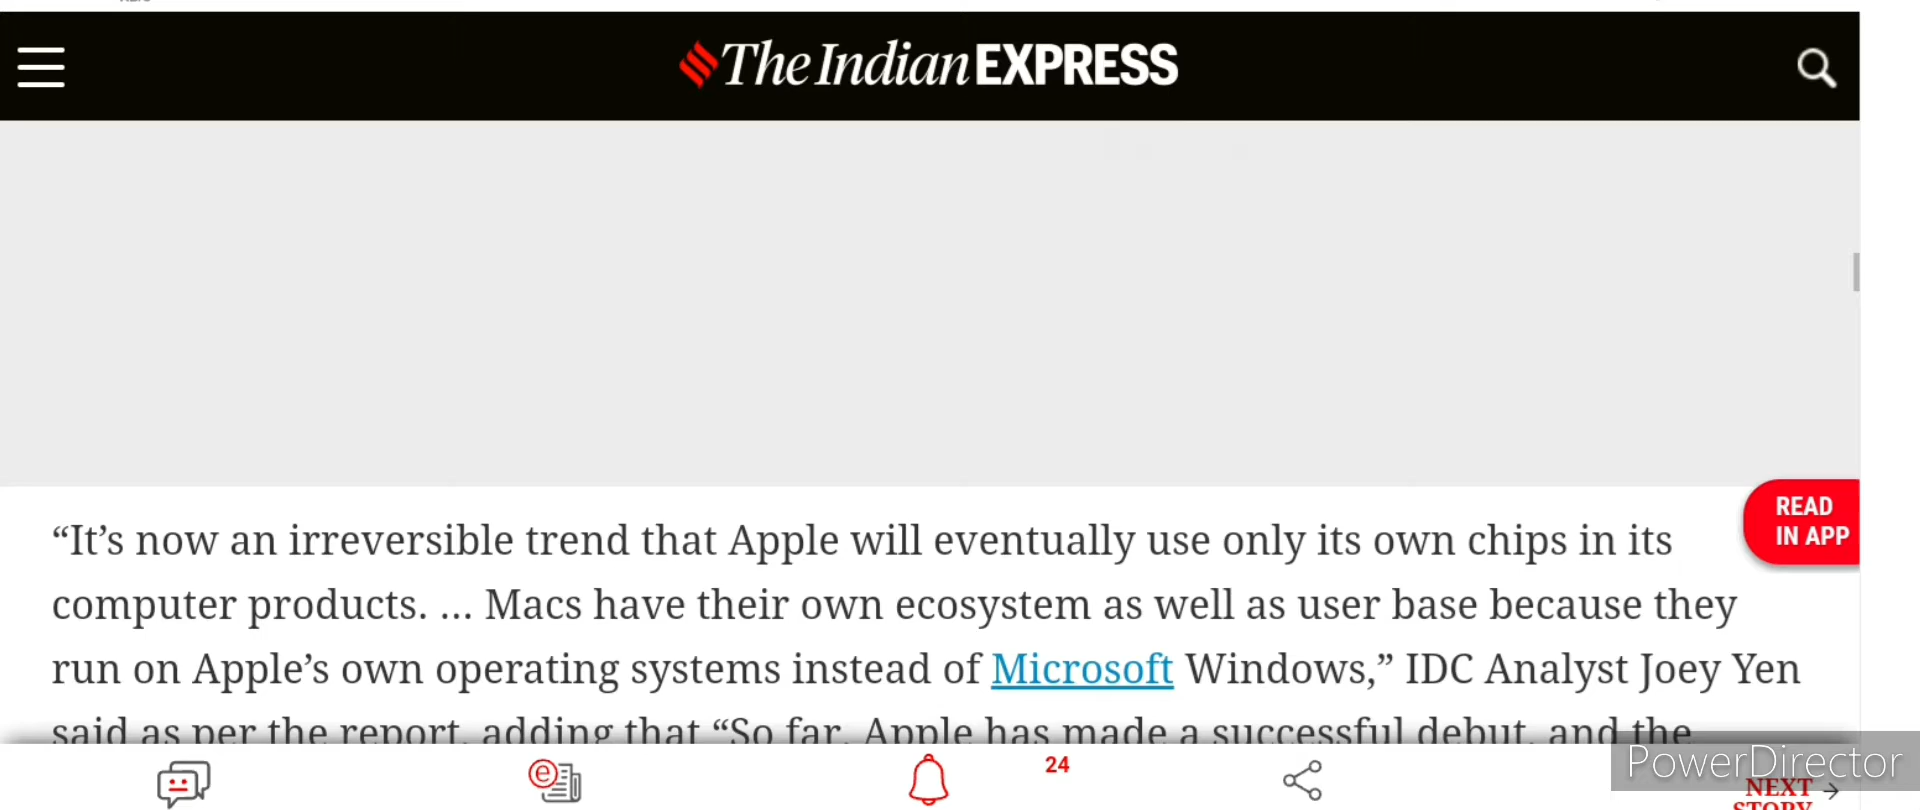 The Indian EXPRESS
READ
IN APP
“It’s now an irreversible trend that Apple will eventually use only its own chips in its
computer products. ... Macs have their own ecosystem as well as user base because they
run on Apple’s own operating systems instead of Microsoft Windows,” IDC Analyst Joey Yen
said as per the report, adding that “So far, Apple has made a successful debut, and the
24
PowerDirector
NEXT
STORY